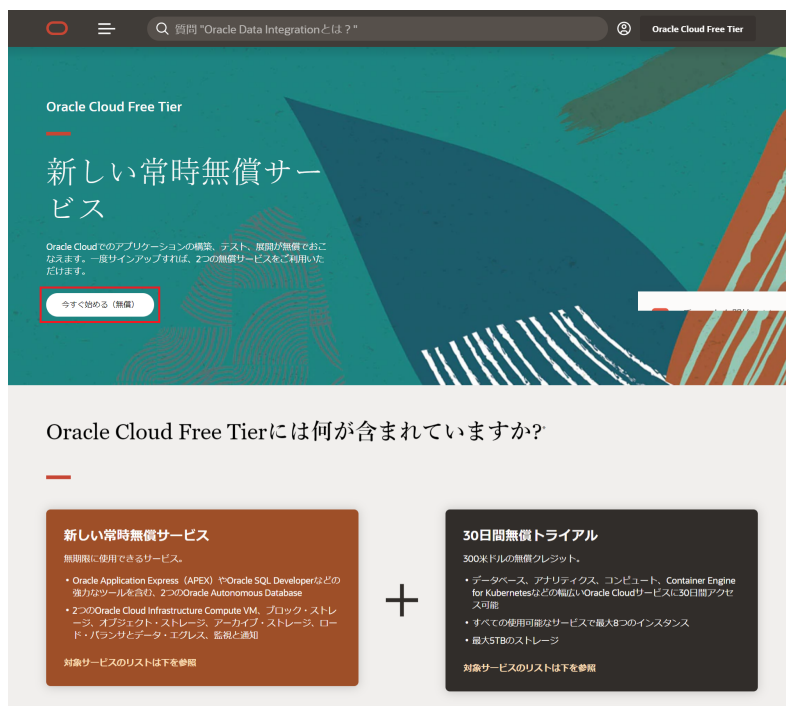 質問 "Oracle Data Integrationとは？"
Oracle Cloud Free Tier
Oracle Cloud Free Tier
新しい常時無償サー
ビス
Oracle Cloudでのアプリケーションの構築、テスト、展開が無償でおこ
なえます。一度サインアップすれば、2つの無償サービスをご利用いた
だけます。
今すぐ始める（無償）
Oracle Cloud Free Tierには何が含まれていますか?
新しい常時無償サービス
無期限に使用できるサービス。
• Oracle Application Express（APEX）やOracle SQL Developerなどの
強力なツールを含む、2つのOracle Autonomous Database
• 2つのOracle Cloud Infrastructure Compute VM、ブロック・ストレ
ージ、オブジェクト・ストレージ、アーカイブ・ストレージ、ロー
ド・バランサとデータ・エグレス、監視と通知
対象サービスのリストは下を参照
+
30日間無償トライアル
300米ドルの無償クレジット。
• データベース、アナリティクス、コンピュート、Container Engine
for Kubernetesなどの幅広いOracle Cloudサービスに30日間アクセ
ス可能
• すべての使用可能なサービスで最大8つのインスタンス
• 最大5TBのストレージ
対象サービスのリストは下を参照